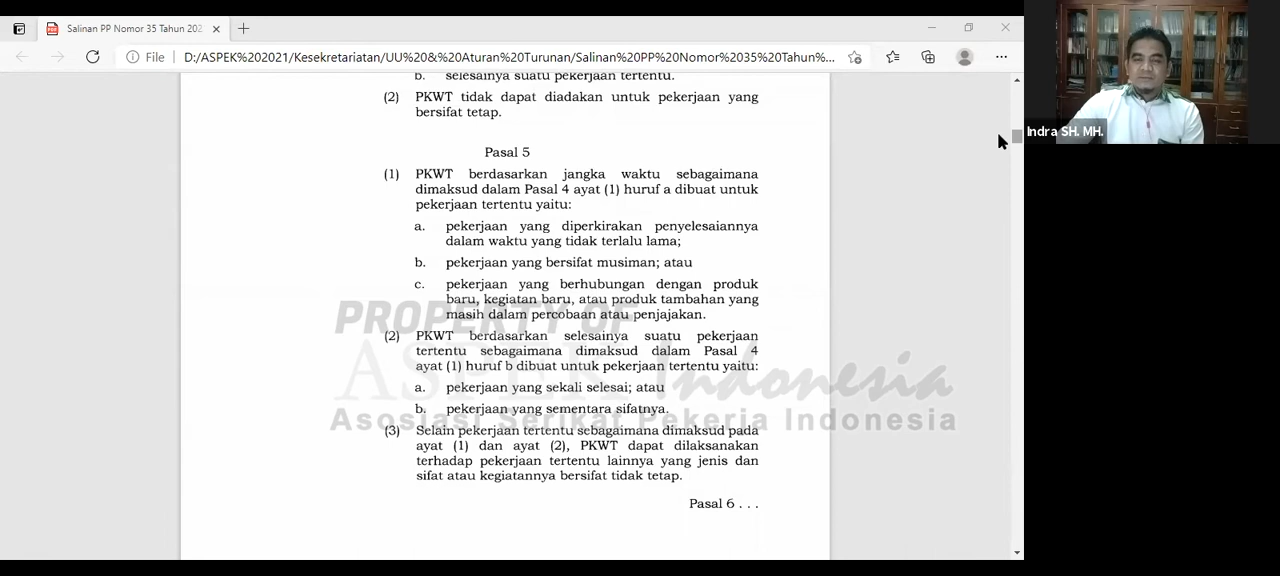 Salinan PP Nomor 35 Tahun 202
File
D:/ASPEK%202021/Kesekretariatan/UU%20&%20Aturan%20Turunan/Salinan%20PP%20Nomor%2035%20Tahun%...
Indra SH. MH.
b. selesainya suatu pekerjaan tertentu.
(2) PKWT tidak dapat diadakan untuk pekerjaan yang
bersifat tetap.
Pasal 5
(1) PKWT berdasarkan jangka waktu sebagaimana
dimaksud dalam Pasal 4 ayat (1) huruf a dibuat untuk
pekerjaan tertentu yaitu:
a. pekerjaan yang diperkirakan penyelesaiannya
dalam waktu yang tidak terlalu lama;
b. pekerjaan yang bersifat musiman; atau
c. pekerjaan yang berhubungan dengan produk
baru, kegiatan baru, atau produk tambahan yang
masih dalam percobaan atau penjajakan.
(2) PKWT berdasarkan selesainya suatu pekerjaan
tertentu sebagaimana dimaksud dalam Pasal 4
ayat (1) huruf b dibuat untuk pekerjaan tertentu yaitu:
a. pekerjaan yang sekali selesai; atau
b. pekerjaan yang sementara sifatnya.
(3) Selain pekerjaan tertentu sebagaimana dimaksud pada
ayat (1) dan ayat (2), PKWT dapat dilaksanakan
terhadap pekerjaan tertentu lainnya yang jenis dan
sifat atau kegiatannya bersifat tidak tetap.
Pasal 6 . . .
PROPERTY OF
ASPEK Indonesia
Asosiasi Serikat Pekerja Indonesia